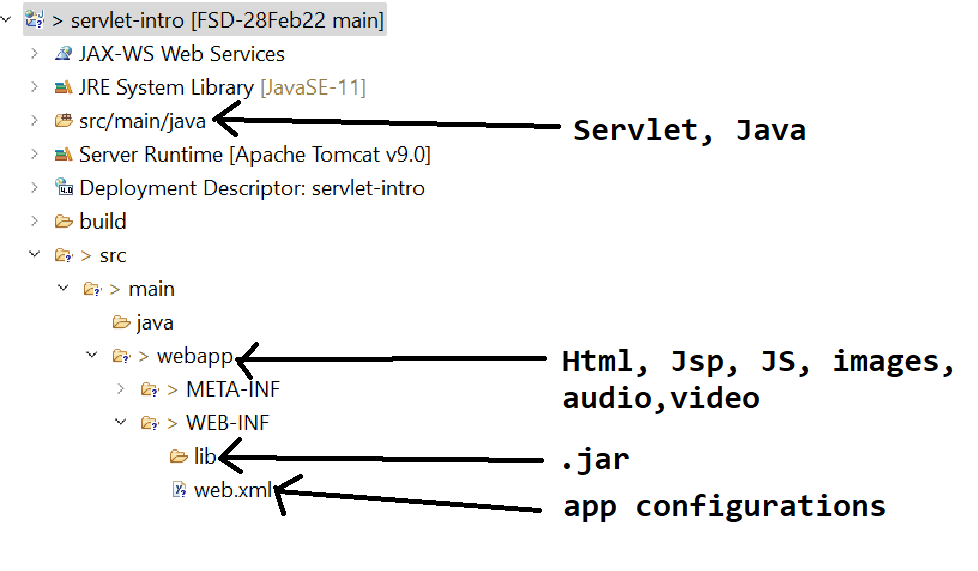 > servlet-intro [FSD-28Feb22 main]
JAX-WS Web Services
JRE System Library [JavaSE-11]
src/main/java
Servlet, Java
Server Runtime [Apache Tomcat v9.0]
Deployment Descriptor: servlet-intro
build
> src
> main
java
> webapp
Html, Jsp, JS, images,
audio,video
> META-INF
> WEB-INF
lib
.jar
web.xml
app configurations